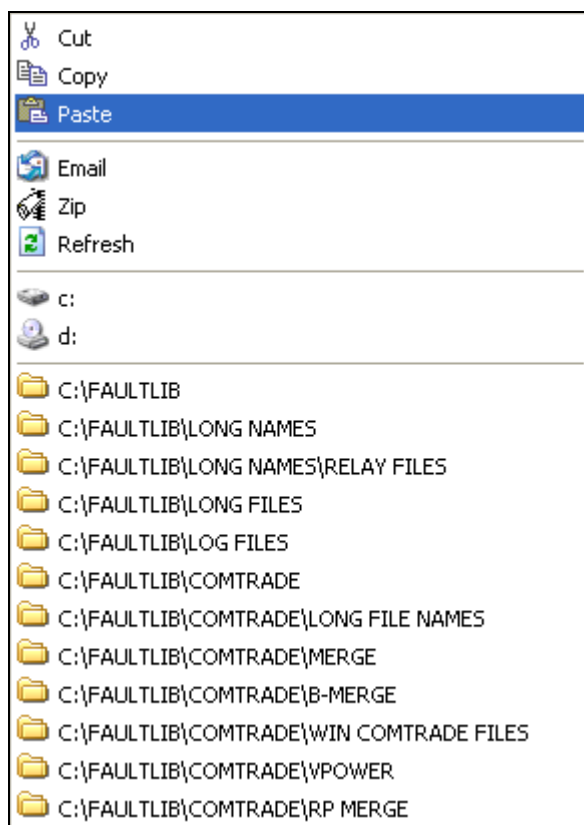 Cut
Copy
Paste
Email
Zip
Refresh
c:
d:
C:\FAULTLIB
C:\FAULTLIB\LONG NAMES
C:\FAULTLIB\LONG NAMES\RELAY FILES
C:\FAULTLIB\LONG FILES
C:\FAULTLIB\LOG FILES
C:\FAULTLIB\COMTRADE
C:\FAULTLIB\COMTRADE\LONG FILE NAMES
C:\FAULTLIB\COMTRADE\MERGE
C:\FAULTLIB\COMTRADE\B-MERGE
C:\FAULTLIB\COMTRADE\WIN COMTRADE FILES
C:\FAULTLIB\COMTRADE\VPOWER
C:\FAULTLIB\COMTRADE\RP MERGE